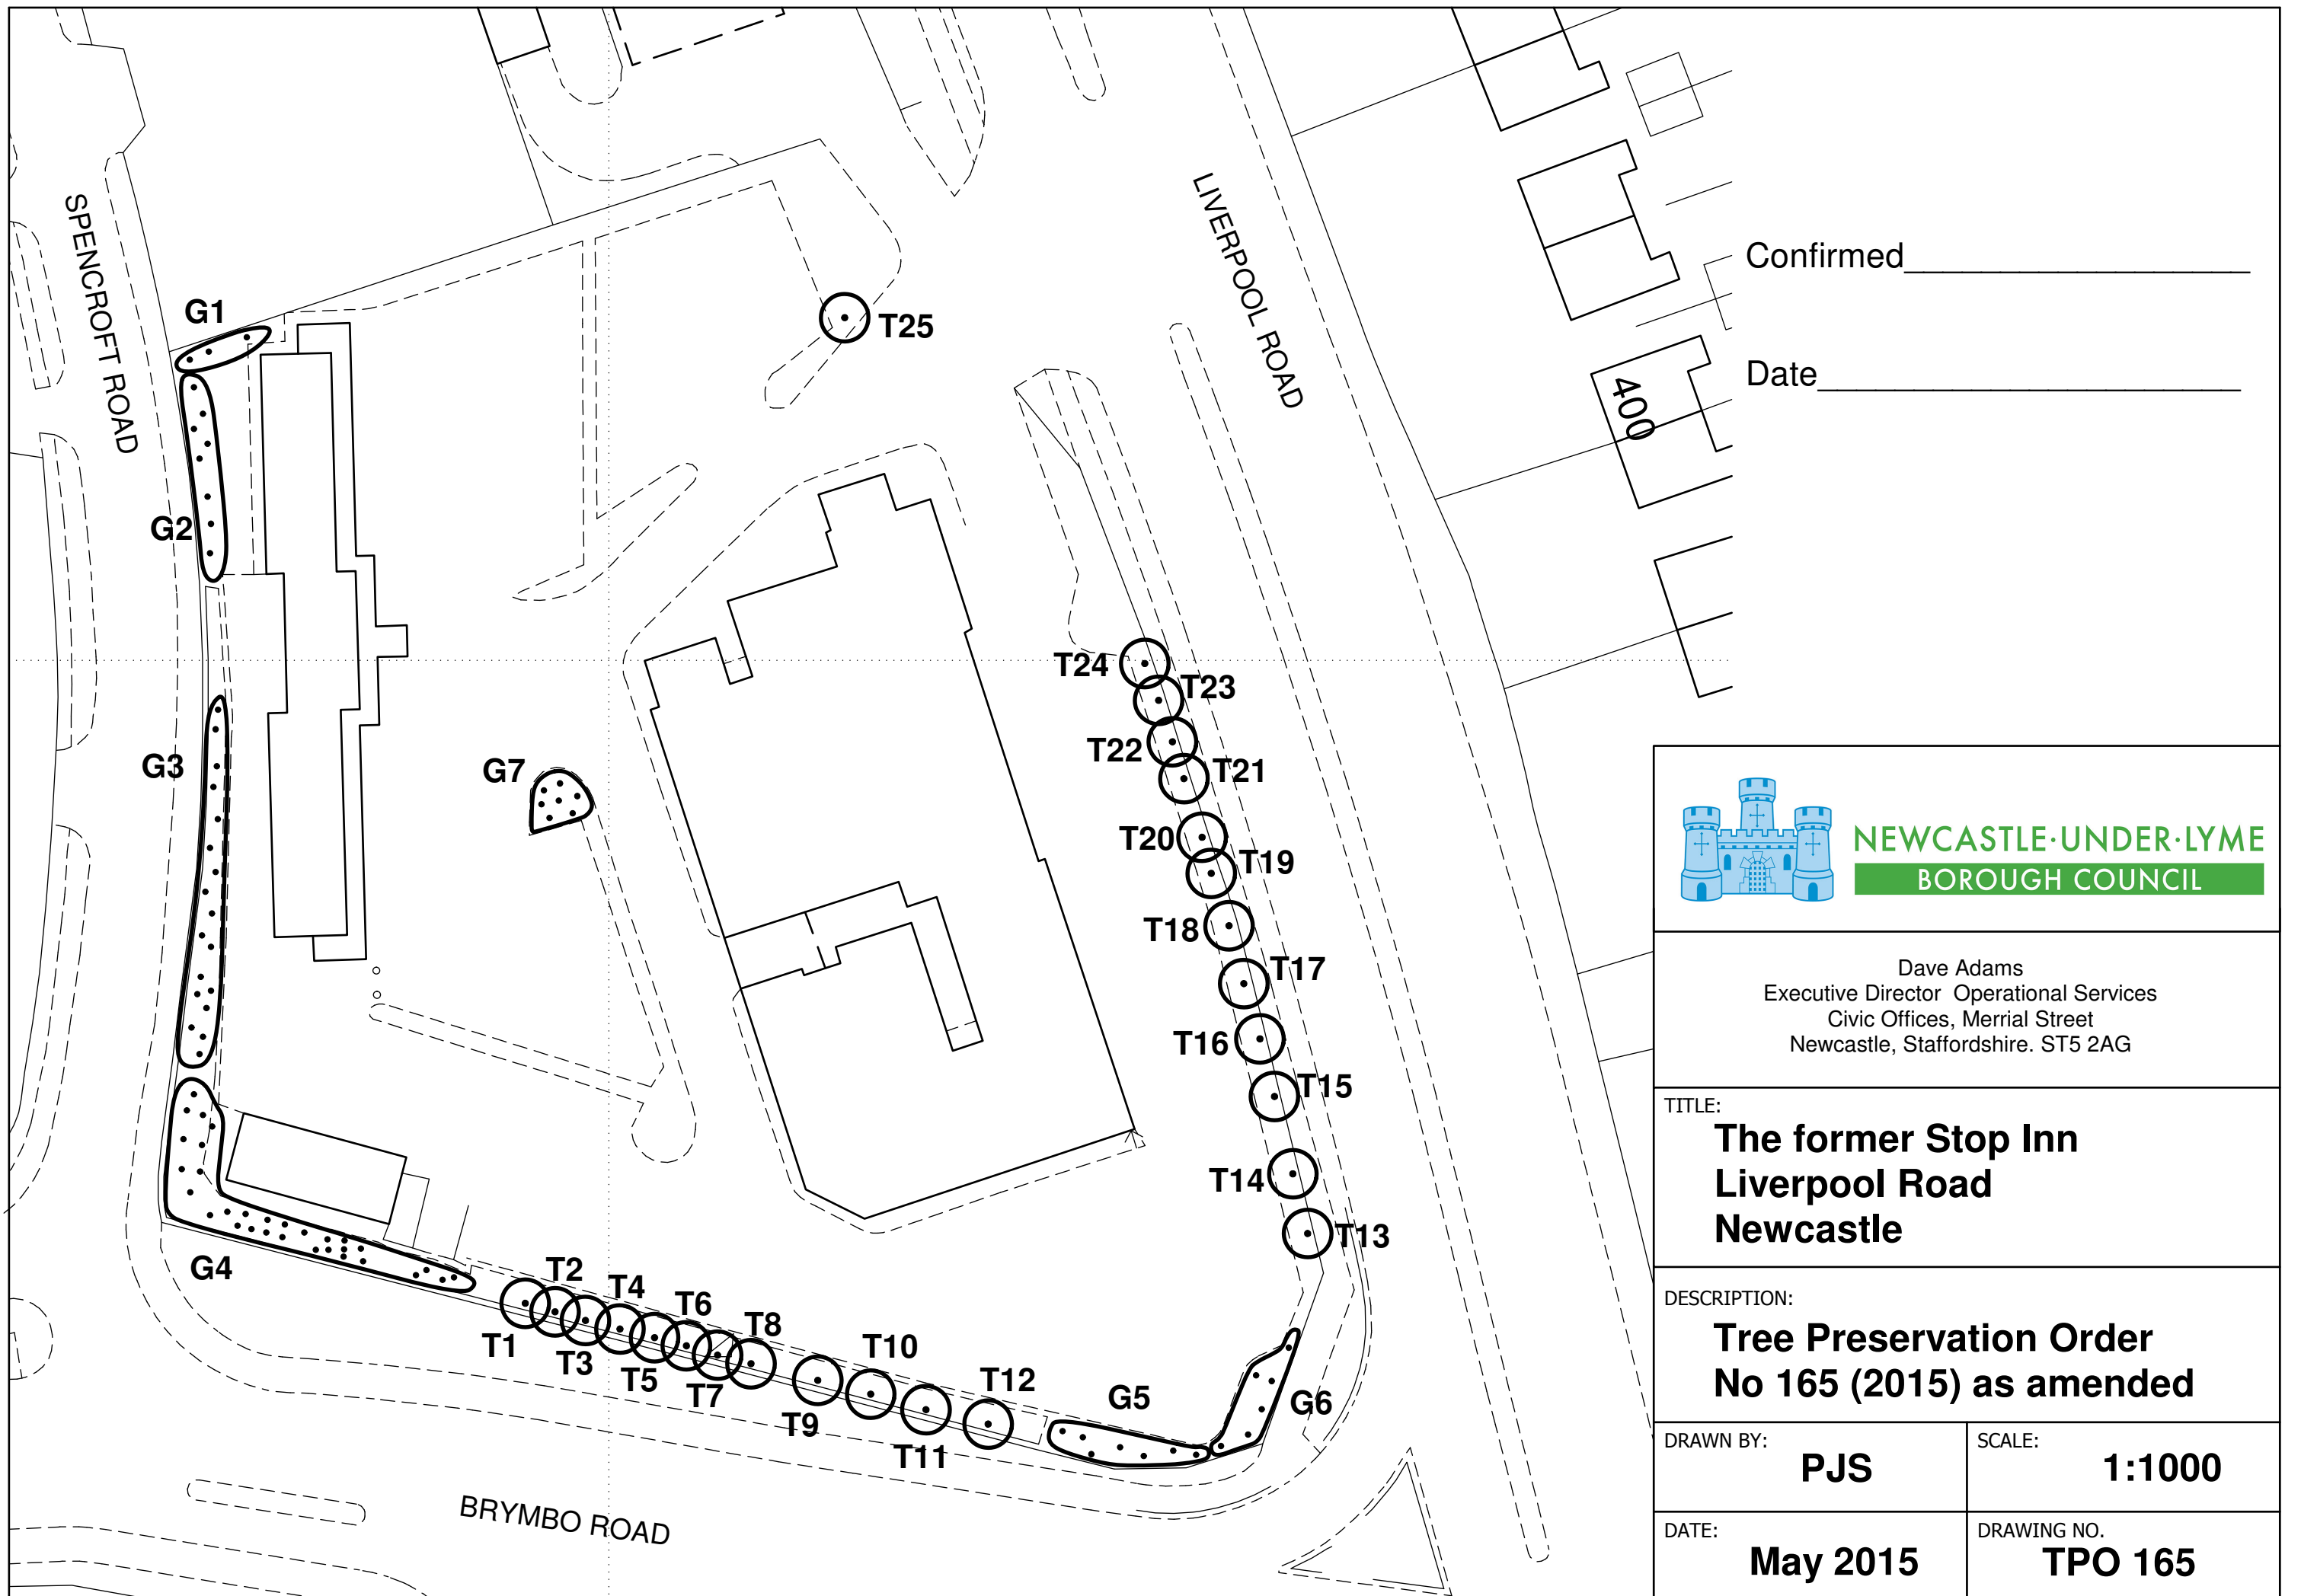 SPENCROFT ROAD
LIVERPOOL ROAD
BRYMBO ROAD
G1
G2
G3
G4
G5
G6
G7
T1
T2
T3
T4
T5
T6
T7
T8
T9
T10
T11
T12
T13
T14
T15
T16
T17
T18
T19
T20
T21
T22
T23
T24
T25
400
Confirmed
Date
NEWCASTLE·UNDER·LYME
BOROUGH COUNCIL
Dave Adams
Executive Director Operational Services
Civic Offices, Merrial Street
Newcastle, Staffordshire. ST5 2AG
TITLE:
The former Stop Inn
Liverpool Road
Newcastle
DESCRIPTION:
Tree Preservation Order
No 165 (2015) as amended
DRAWN BY:
PJS
SCALE:
1:1000
DATE:
May 2015
DRAWING NO.
TPO 165